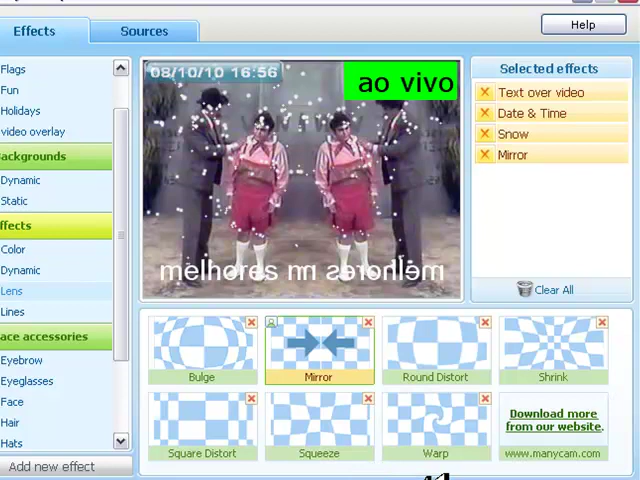 Effects
Sources
Help
Flags
Fun
Holidays
video overlay
ackgrounds
Dynamic
Static
ffects
Color
Dynamic
Lens
Lines
ace accessories
Eyebrow
Eyeglasses
Face
Hair
Hats
Add new effect
08/10/10 16:56
ao vivo
melhores
Selected effects
Text over video
Date & Time
Snow
Mirror
Clear All
Bulge
Mirror
Round Distort
Shrink
Square Distort
Squeeze
Warp
Download more
from our website.
www.manycam.com